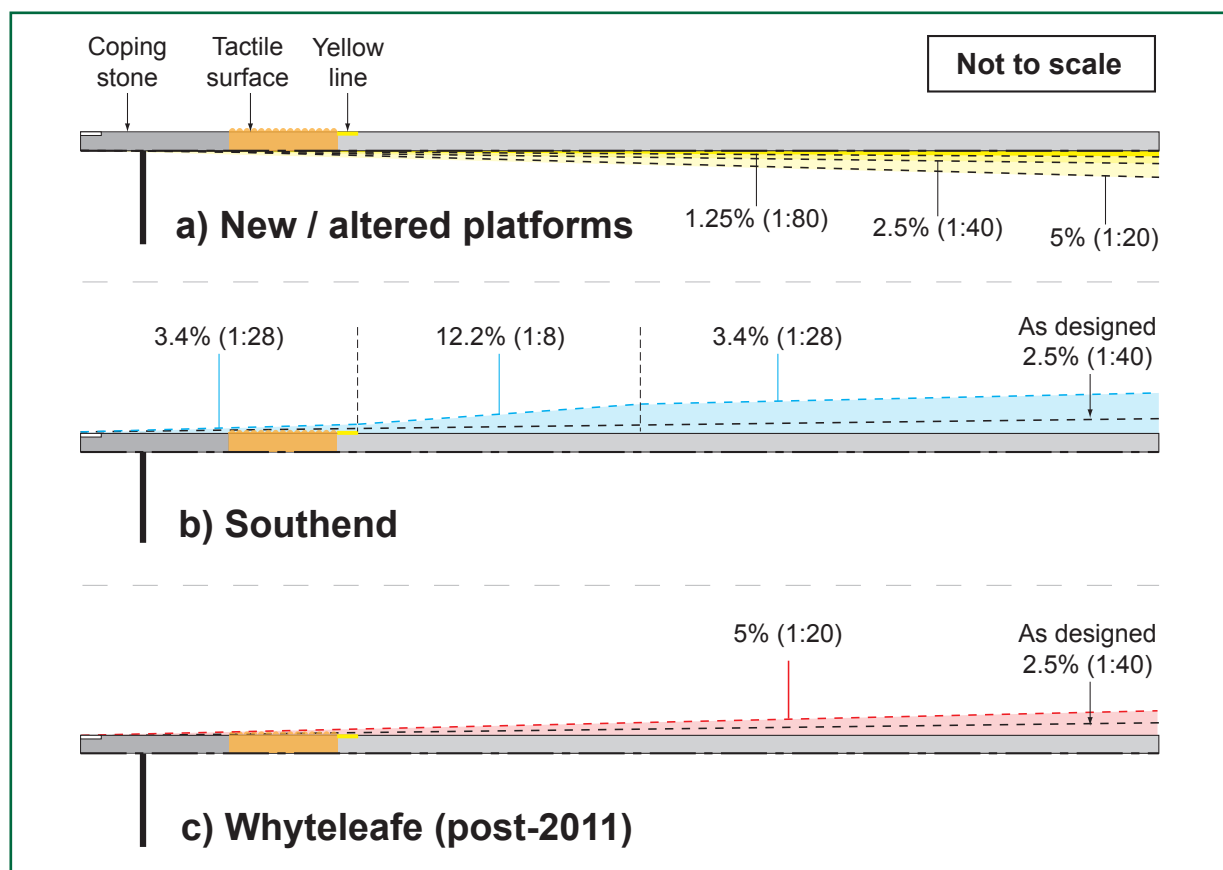 Coping
stone
Tactile
surface
Yellow
line
Not to scale
a) New / altered platforms
1.25% (1:80)
2.5% (1:40)
5% (1:20)
3.4% (1:28)
12.2% (1:8)
3.4% (1:28)
As designed
2.5% (1:40)
b) Southend
5% (1:20)
As designed
2.5% (1:40)
c) Whyteleafe (post-2011)